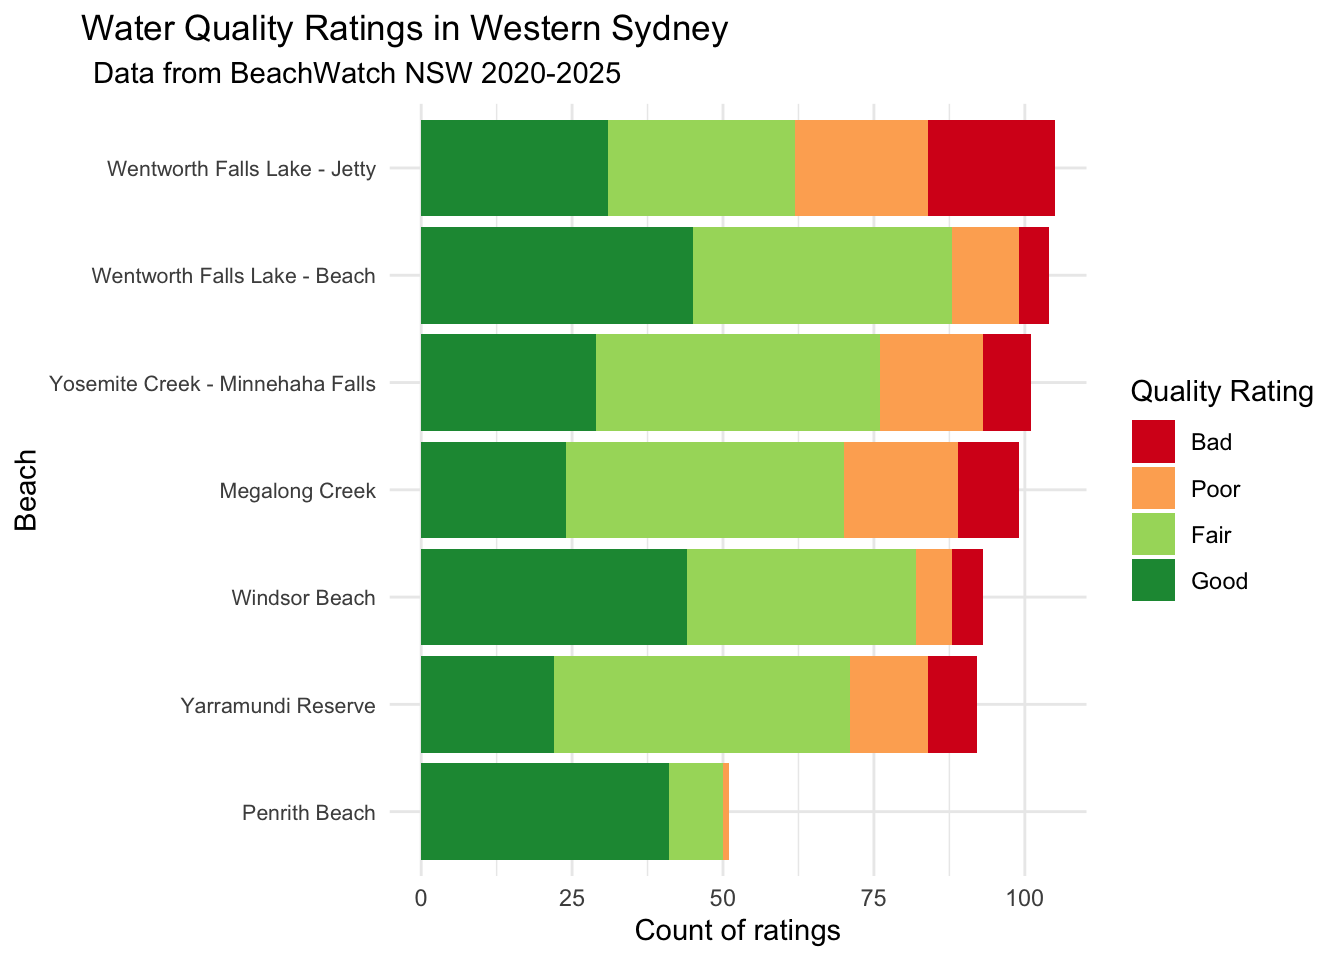 Water Quality Ratings in Western Sydney
Data from BeachWatch NSW 2020-2025
Beach
Wentworth Falls Lake - Jetty
Wentworth Falls Lake - Beach
Yosemite Creek - Minnehaha Falls
Megalong Creek
Windsor Beach
Yarramundi Reserve
Penrith Beach
0 25 50 75 100
Count of ratings
Quality Rating
Bad
Poor
Fair
Good